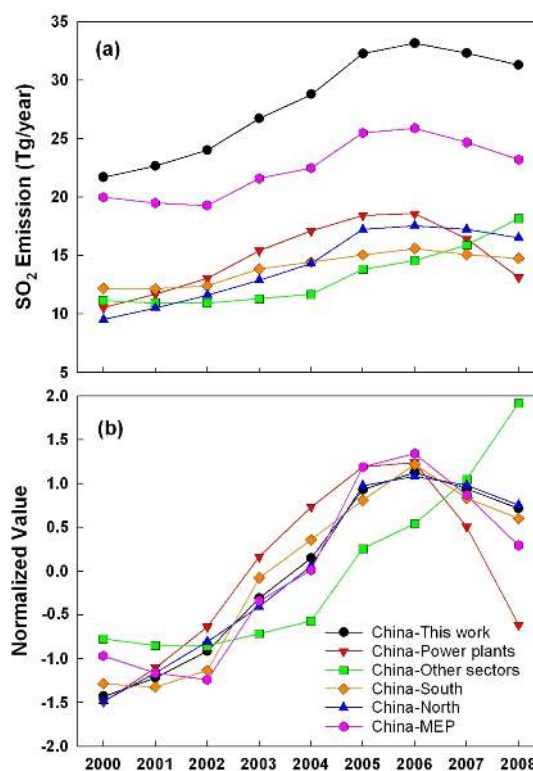 (a)
SO2 Emission (Tg/year)
35
30
25
20
15
10
5
(b)
Normalized Value
2.0
1.5
1.0
0.5
0.0
-0.5
-1.0
-1.5
-2.0
China-This work
China-Power plants
China-Other sectors
China-South
China-North
China-MEP
2000 2001 2002 2003 2004 2005 2006 2007 2008